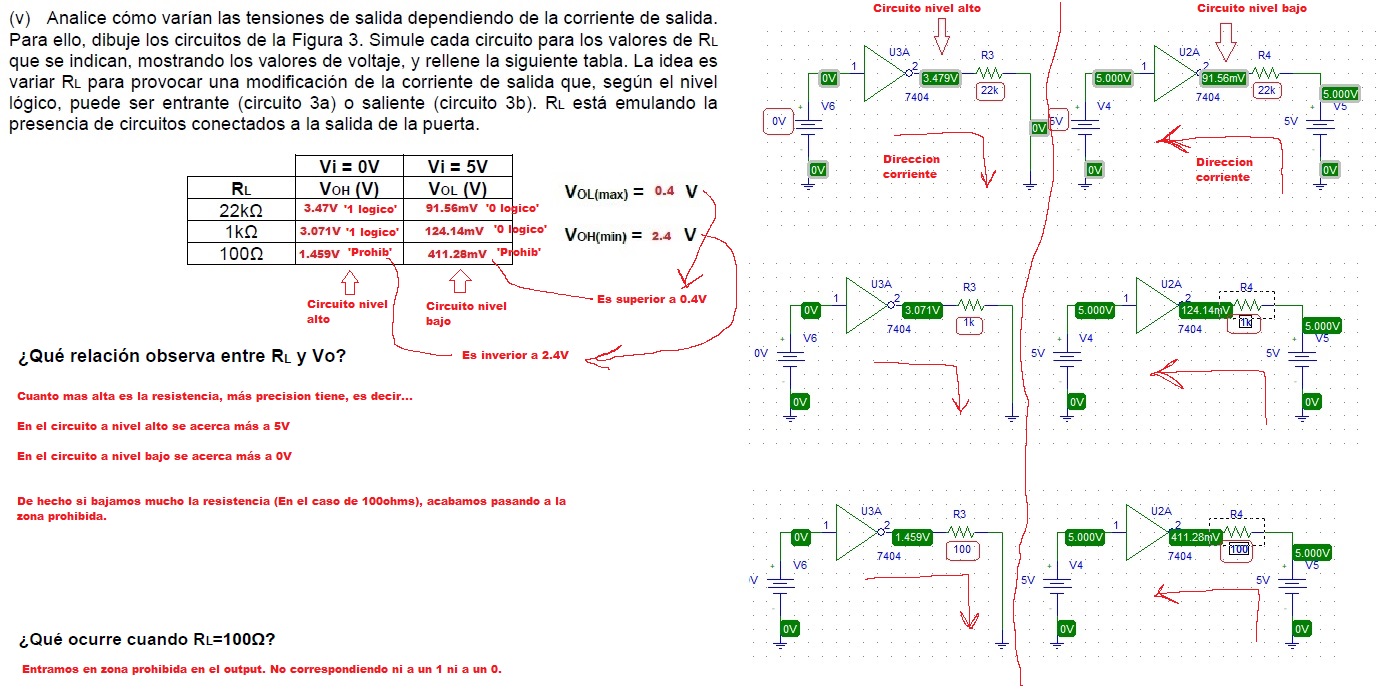 (v) Analice cómo varían las tensiones de salida dependiendo de la corriente de salida.
Para ello, dibuje los circuitos de la Figura 3. Simule cada circuito para los valores de RL
que se indican, mostrando los valores de voltaje, y rellene la siguiente tabla. La idea es
variar RL para provocar una modificación de la corriente de salida que, según el nivel
lógico, puede ser entrante (circuito 3a) o saliente (circuito 3b). RL está emulando la
presencia de circuitos conectados a la salida de la puerta.
Vi = 0V Vi = 5V
RL VOH (V) VOL (V)
22kΩ 3.47V '1 logico' 91.56mV '0 logico'
1kΩ 3.071V '1 logico' 124.14mV '0 logico'
100Ω 1.459V 'Prohib' 411.28mV 'Prohib'
VOL(max) = 0.4 V
VOH(min) = 2.4 V
Circuito nivel
alto
Circuito nivel
bajo
Es superior a 0.4V
Es inverior a 2.4V
¿Qué relación observa entre RL y Vo?
Cuanto mas alta es la resistencia, más precision tiene, es decir...
En el circuito a nivel alto se acerca más a 5V
En el circuito a nivel bajo se acerca más a 0V
De hecho si bajamos mucho la resistencia (En el caso de 100ohms), acabamos pasando a la
zona prohibida.
¿Qué ocurre cuando RL=100Ω?
Entramos en zona prohibida en el output. No correspondiendo ni a un 1 ni a un 0.
Circuito nivel alto
U3A R3
0V 1 2 3.479V
7404 22k
V6
0V
0V
0V
Direccion
corriente
Circuito nivel bajo
U2A R4
5.000V 1 2 91.56mV
7404 22k
5.000V
V4 V5
5V 5V
0V 0V
Direccion
corriente
U3A R3
0V 1 2 3.071V
7404 1k
V6
0V
0V
U2A R4
5.000V 1 2 124.14mV
7404 1k
5.000V
V4 V5
5V 5V
0V 0V
U3A R3
0V 1 2 1.459V
7404 100
V6
V
0V
U2A R4
5.000V 1 2 411.28mV
7404 100
5.000V
V4 V5
5V 5V
0V 0V